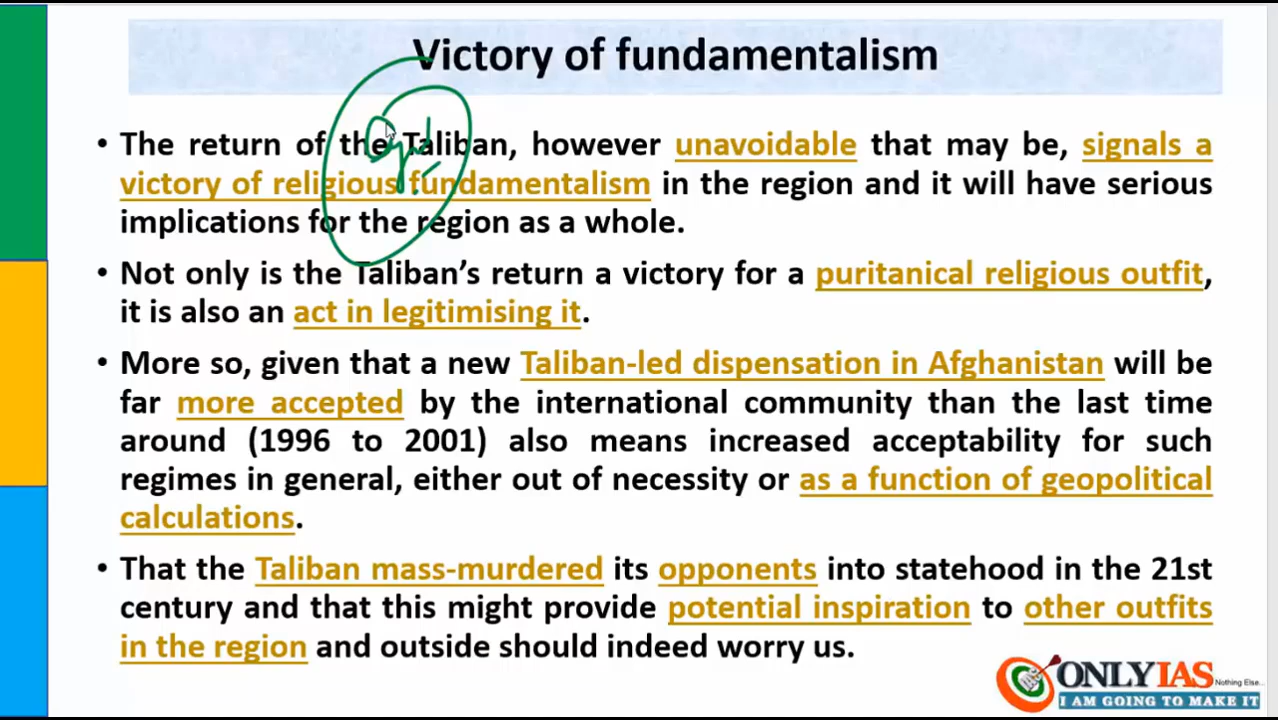 Victory of fundamentalism
• The return of the Taliban, however unavoidable that may be, signals a
victory of religious fundamentalism in the region and it will have serious
implications for the region as a whole.
• Not only is the Taliban's return a victory for a puritanical religious outfit,
it is also an act in legitimising it.
• More so, given that a new Taliban-led dispensation in Afghanistan will be
far more accepted by the international community than the last time
around (1996 to 2001) also means increased acceptability for such
regimes in general, either out of necessity or as a function of geopolitical
calculations.
• That the Taliban mass-murdered its opponents into statehood in the 21st
century and that this might provide potential inspiration to other outfits
in the region and outside should indeed worry us.
ONLY IAS Nothing Else...
I AM GOING TO MAKE IT